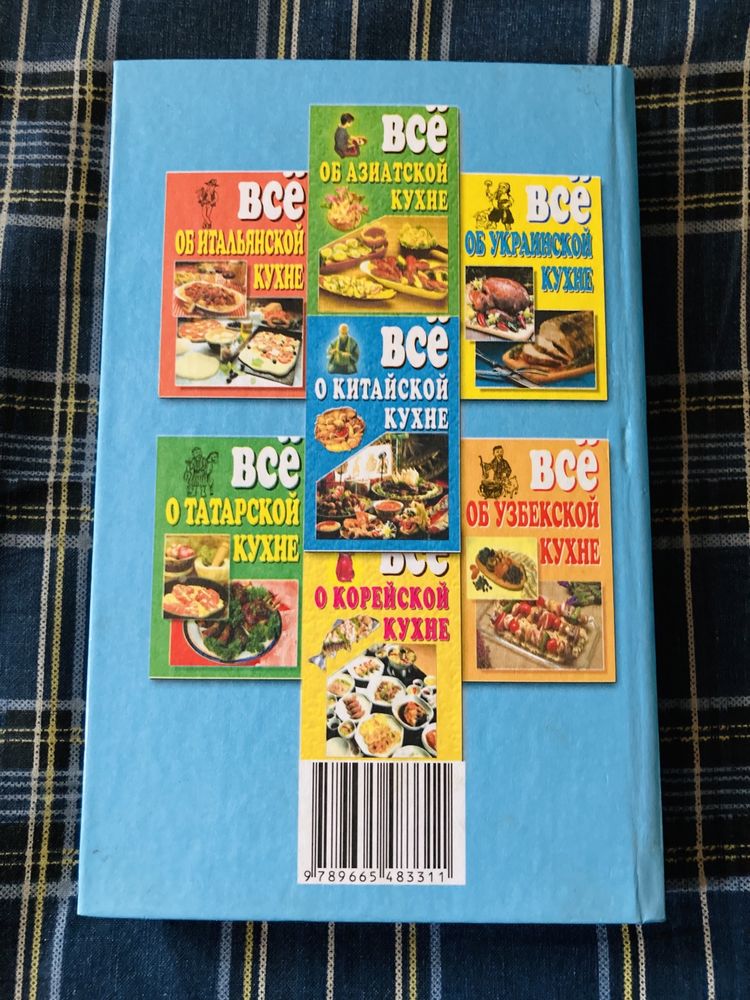 ВСЁ
ОБ АЗИАТСКОЙ
КУХНЕ
ВСЁ
ОБ ИТАЛЬЯНСКОЙ
КУХНЕ
ВСЁ
ОБ УКРАИНСКОЙ
КУХНЕ
ВСЁ
О КИТАЙСКОЙ
КУХНЕ
ВСЁ
О ТАТАРСКОЙ
КУХНЕ
ВСЁ
ОБ УЗБЕКСКОЙ
КУХНЕ
ВСЁ
О КОРЕЙСКОЙ
КУХНЕ
9 789665 483311